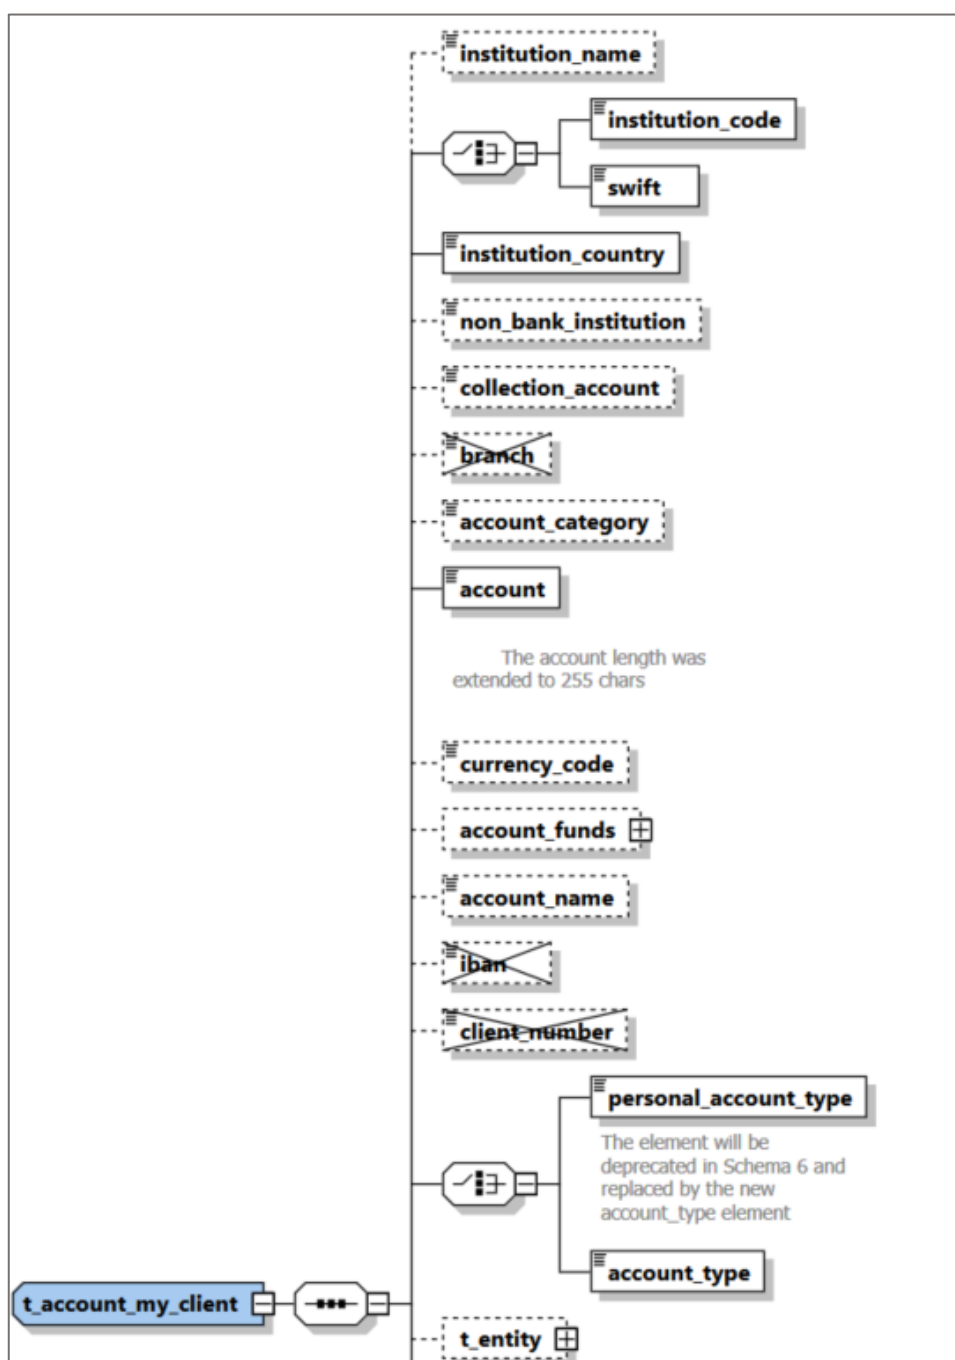 institution_name
institution_code
swift
institution_country
non_bank_institution
collection_account
branch
account_category
account
The account length was
extended to 255 chars
currency_code
account_funds
account_name
iban
client_number
personal_account_type
The element will be
deprecated in Schema 6 and
replaced by the new
account_type element
account_type
t_account_my_client
t_entity